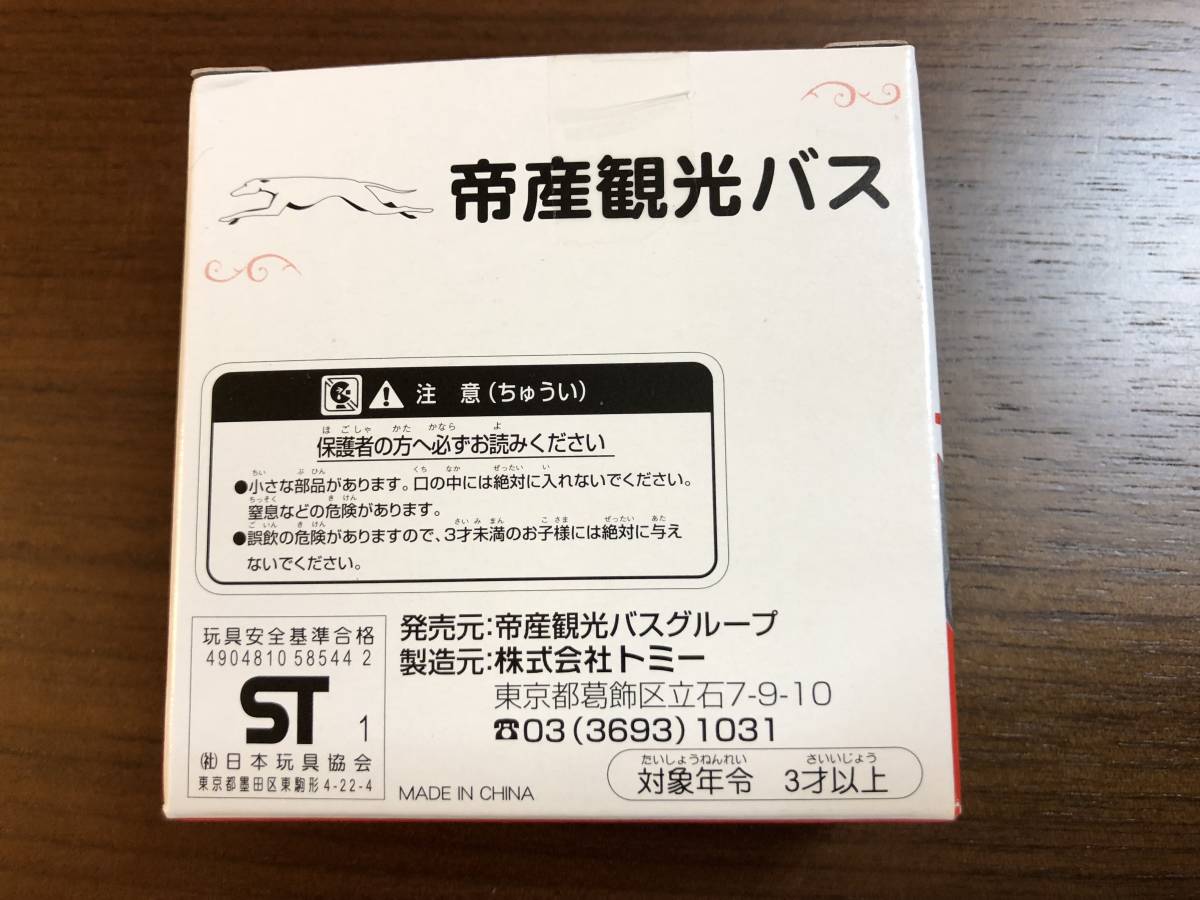 帝産観光バス
注 意(ちゅうい)
ほごしゃ かた かなら よ
保護者の方へ必ずお読みください
ちい ぶひん くち なか ぜったい い
●小さな部品があります。口の中には絶対に入れないでください。
ちっそく きけん
窒息などの危険があります。
ごいん きけん さいみまん こさま ぜったい あた
●誤飲の危険がありますので、3才未満のお子様には絶対に与え
ないでください。
玩具安全基準合格
4904810 58544 2
ST 1
(社)日本玩具協会
東京都墨田区東駒形4-22-4
発売元:帝産観光バスグループ
製造元:株式会社トミー
東京都葛飾区立石7-9-10
☎03(3693)1031
MADE IN CHINA
たいしょうねんれい さいいじょう
対象年令 3才以上